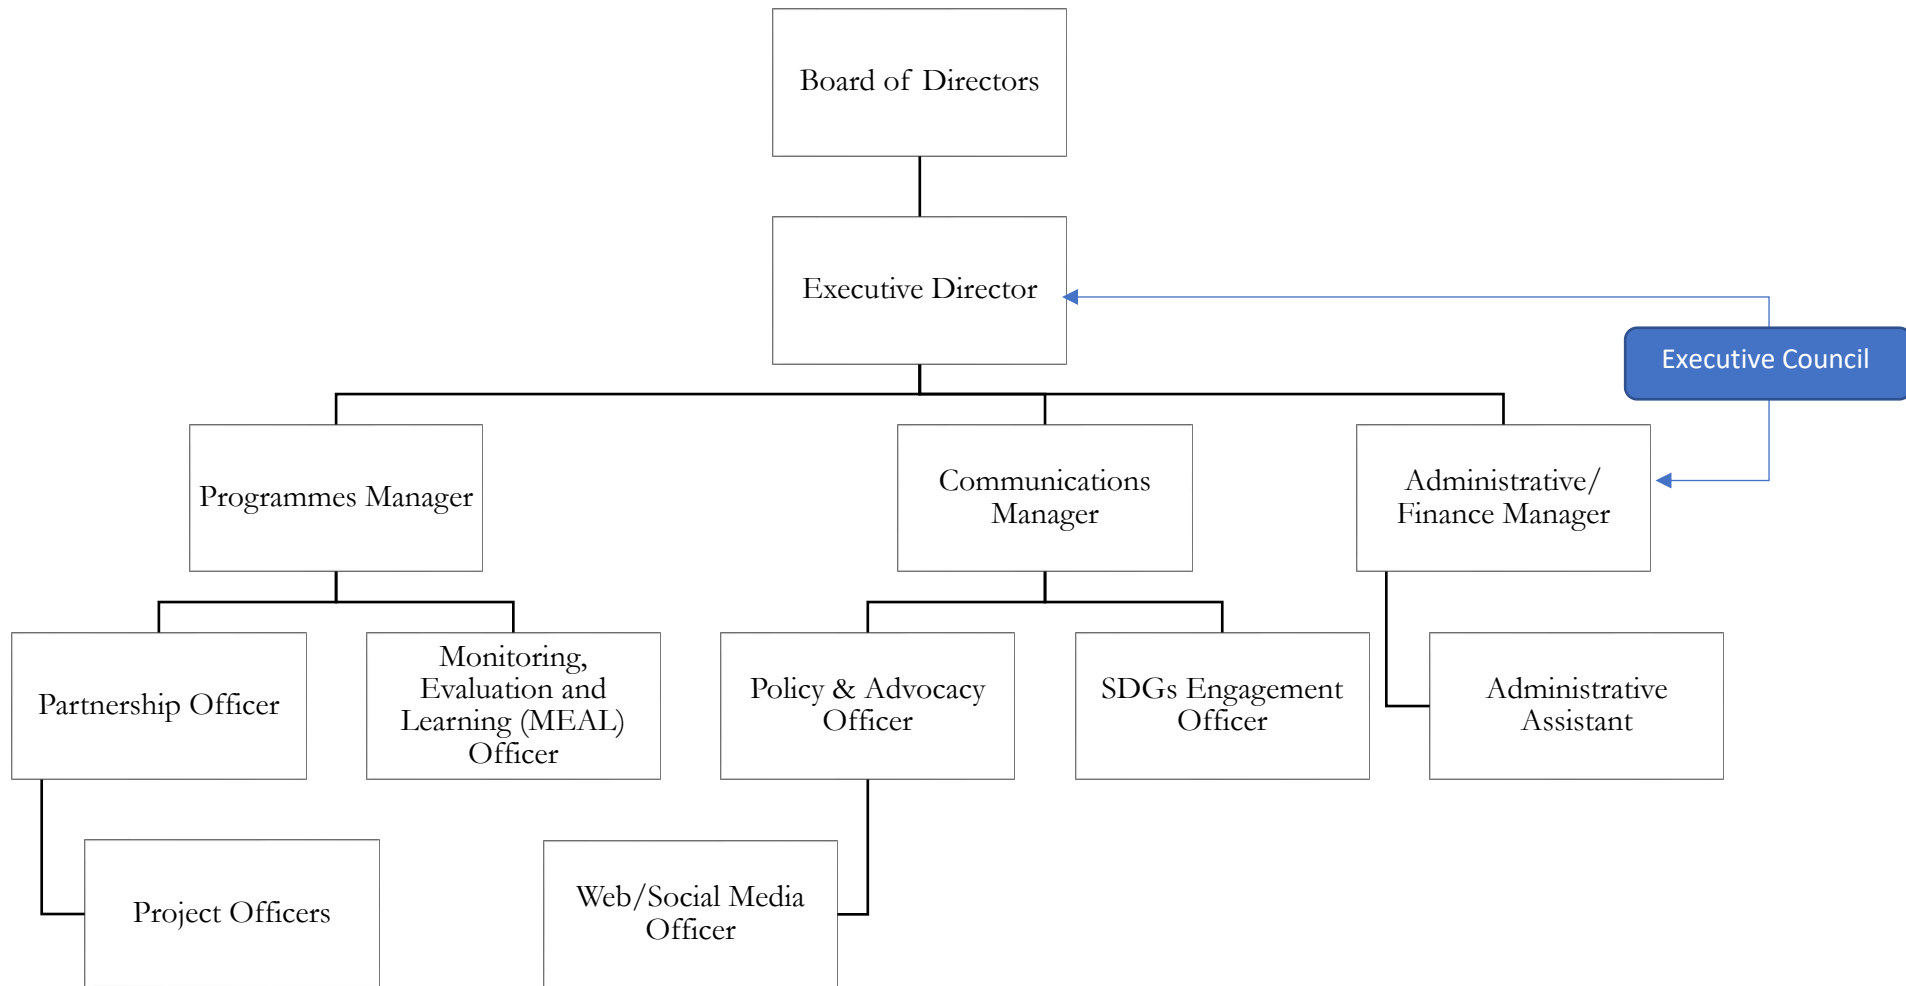 Board of Directors
Executive Director
Executive Council
Programmes Manager
Communications
Manager
Administrative/
Finance Manager
Partnership Officer
Monitoring,
Evaluation and
Learning (MEAL)
Officer
Policy & Advocacy
Officer
SDGs Engagement
Officer
Administrative
Assistant
Project Officers
Web/Social Media
Officer